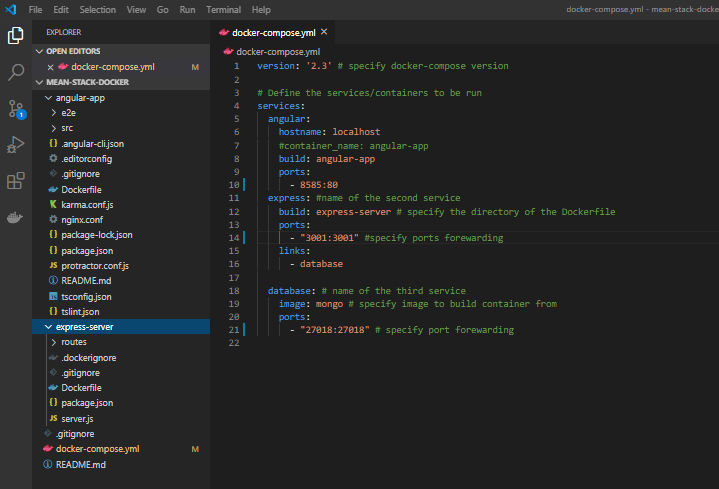 File Edit Selection View Go Run Terminal Help docker-compose.yml - mean-stack-docke
EXPLORER
OPEN EDITORS
docker-compose.yml M
MEAN-STACK-DOCKER
angular-app
e2e
src
.angular-cli.json
.editorconfig
.gitignore
Dockerfile
karma.conf.js
nginx.conf
package-lock.json
package.json
protractor.conf.js
README.md
tsconfig.json
tslint.json
express-server
routes
.dockerignore
.gitignore
Dockerfile
package.json
server.js
.gitignore
docker-compose.yml M
README.md
1
docker-compose.yml
docker-compose.yml
1 version: '2.3' # specify docker-compose version
2
3 # Define the services/containers to be run
4 services:
5 angular:
6 hostname: localhost
7 #container_name: angular-app
8 build: angular-app
9 ports:
10 - 8585:80
11 express: #name of the second service
12 build: express-server # specify the directory of the Dockerfile
13 ports:
14 - "3001:3001" #specify ports forewarding
15 links:
16 - database
17
18 database: # name of the third service
19 image: mongo # specify image to build container from
20 ports:
21 - "27018:27018" # specify port forewarding
22